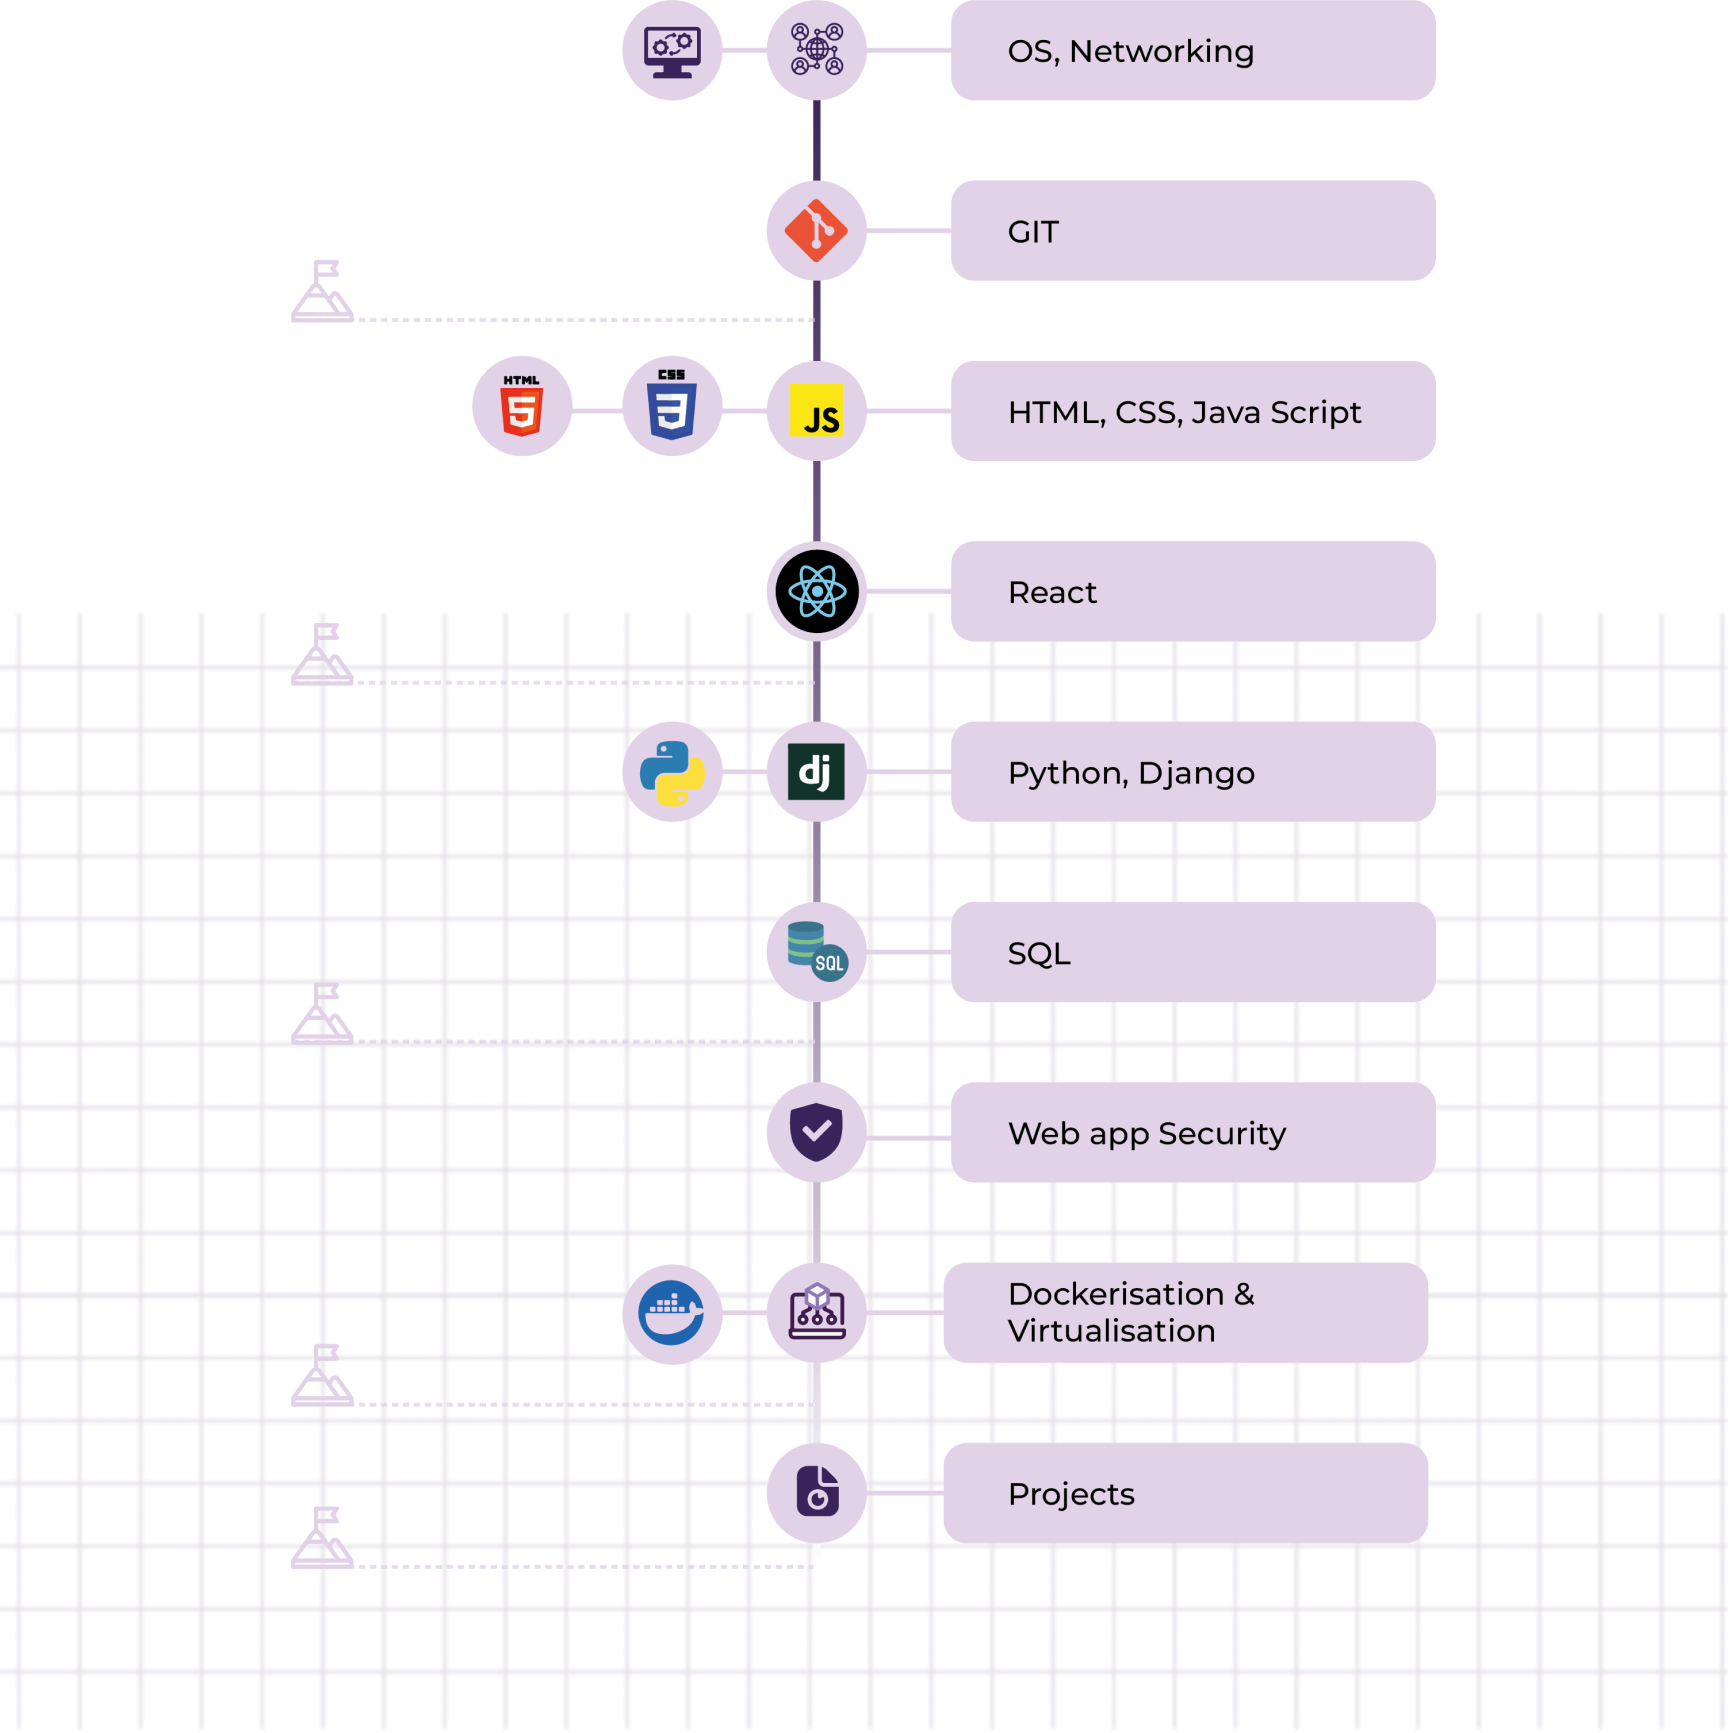 OS, Networking
GIT
HTML
CSS
JS
HTML, CSS, Java Script
React
dj
Python, Django
SQL
SQL
Web app Security
Dockerisation &
Virtualisation
Projects